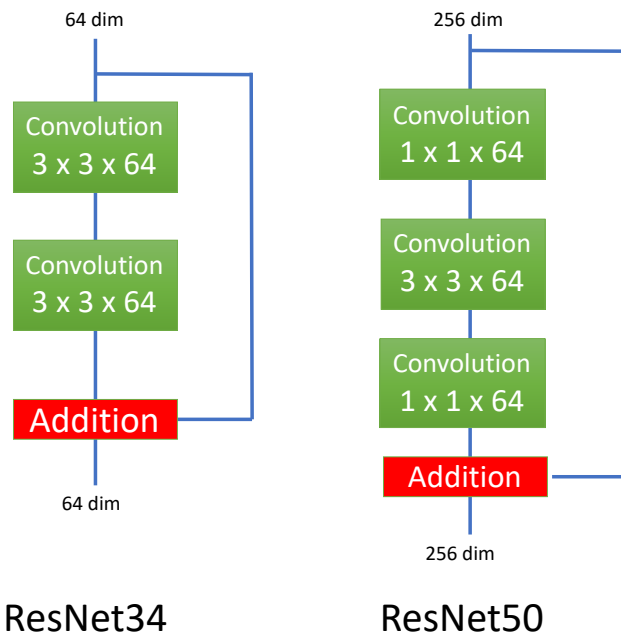 64 dim
Convolution
3 x 3 x 64
Convolution
3 x 3 x 64
Addition
64 dim
ResNet34
256 dim
Convolution
1 x 1 x 64
Convolution
3 x 3 x 64
Convolution
1 x 1 x 64
Addition
256 dim
ResNet50